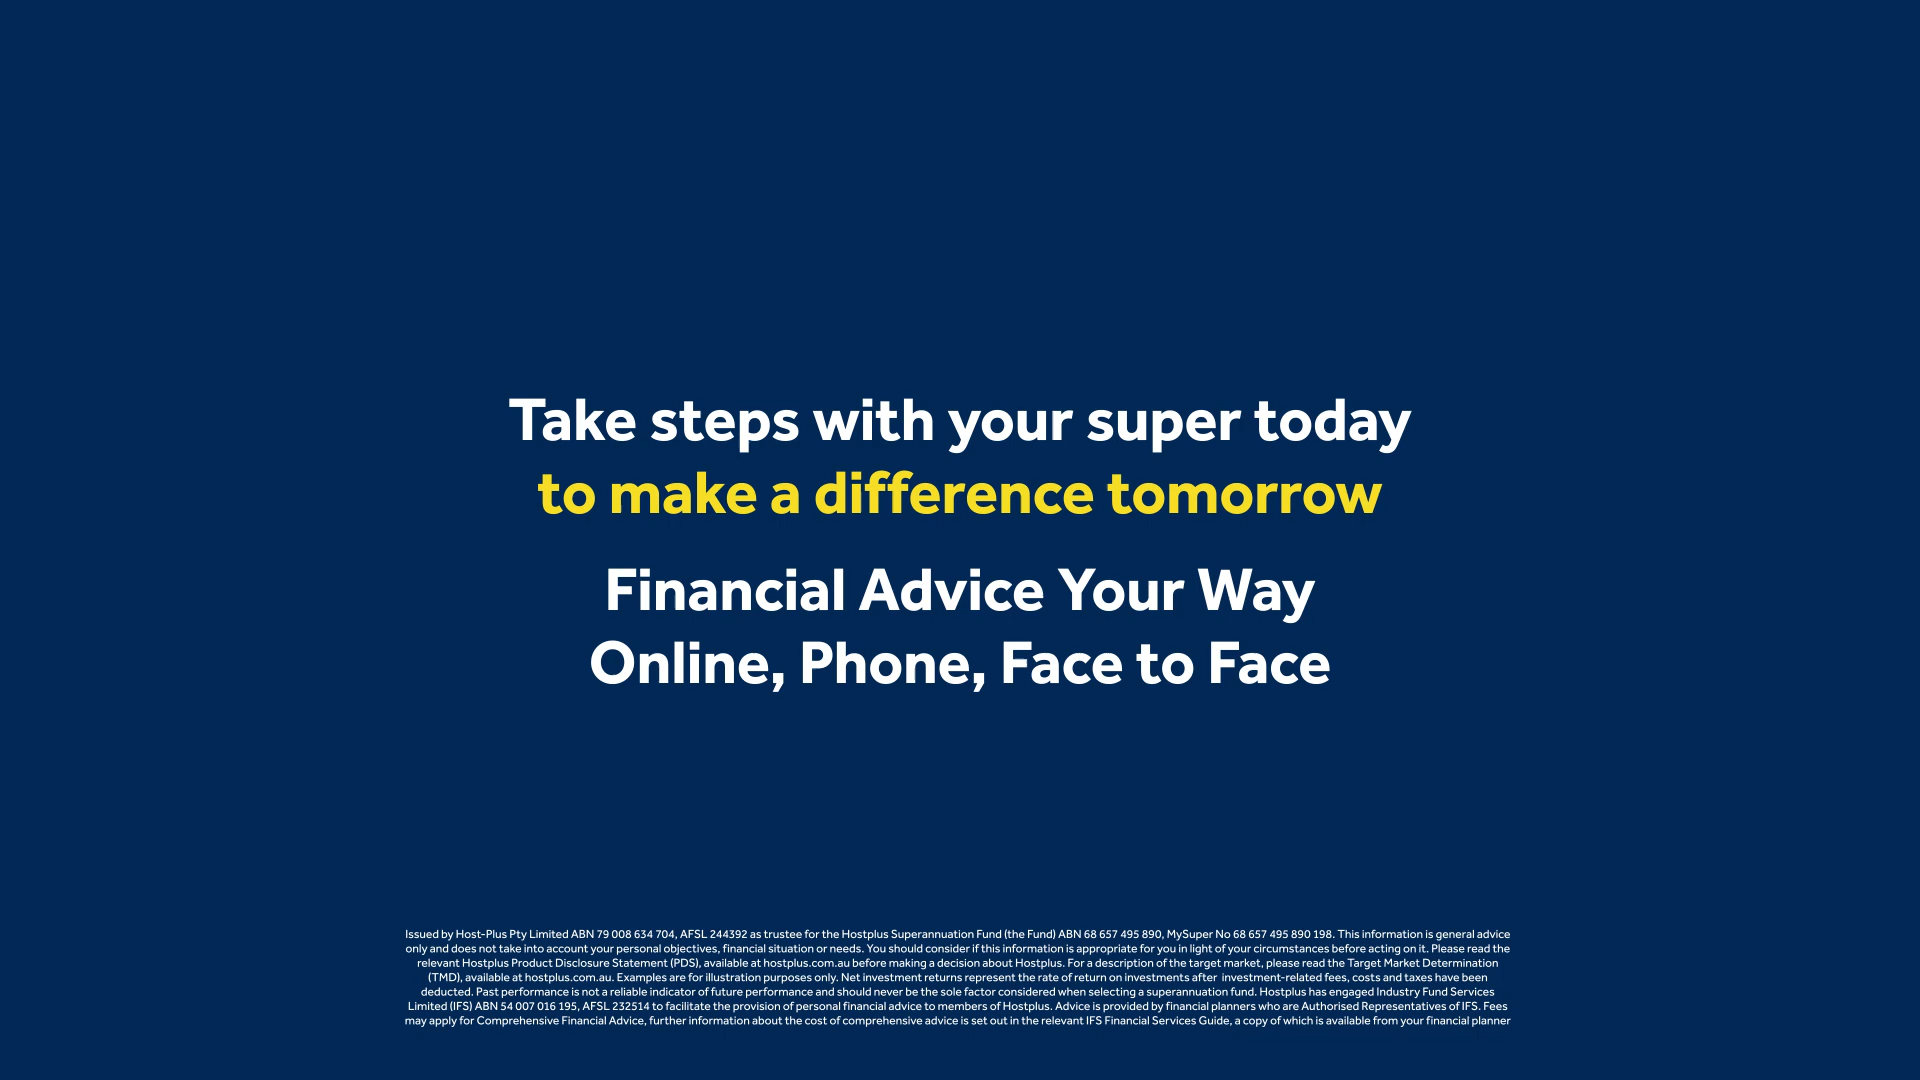 Take steps with your super today
to make a difference tomorrow
Financial Advice Your Way
Online, Phone, Face to Face
Issued by Host-Plus Pty Limited ABN 79 008 634 704, AFSL 244392 as trustee for the Hostplus Superannuation Fund (the Fund) ABN 68 657 495 890, MySuper No 68 657 495 890 198. This information is general advice
only and does not take into account your personal objectives, financial situation or needs. You should consider if this information is appropriate for you in light of your circumstances before acting on it. Please read the
relevant Hostplus Product Disclosure Statement (PDS), available at hostplus.com.au before making a decision about Hostplus. For a description of the target market, please read the Target Market Determination
(TMD), available at hostplus.com.au. Examples are for illustration purposes only. Net investment returns represent the rate of return on investments after investment-related fees, costs and taxes have been
deducted. Past performance is not a reliable indicator of future performance and should never be the sole factor considered when selecting a superannuation fund. Hostplus has engaged Industry Fund Services
Limited (IFS) ABN 54 007 016 195, AFSL 232514 to facilitate the provision of personal financial advice to members of Hostplus. Advice is provided by financial planners who are Authorised Representatives of IFS. Fees
may apply for Comprehensive Financial Advice, further information about the cost of comprehensive advice is set out in the relevant IFS Financial Services Guide, a copy of which is available from your financial planner